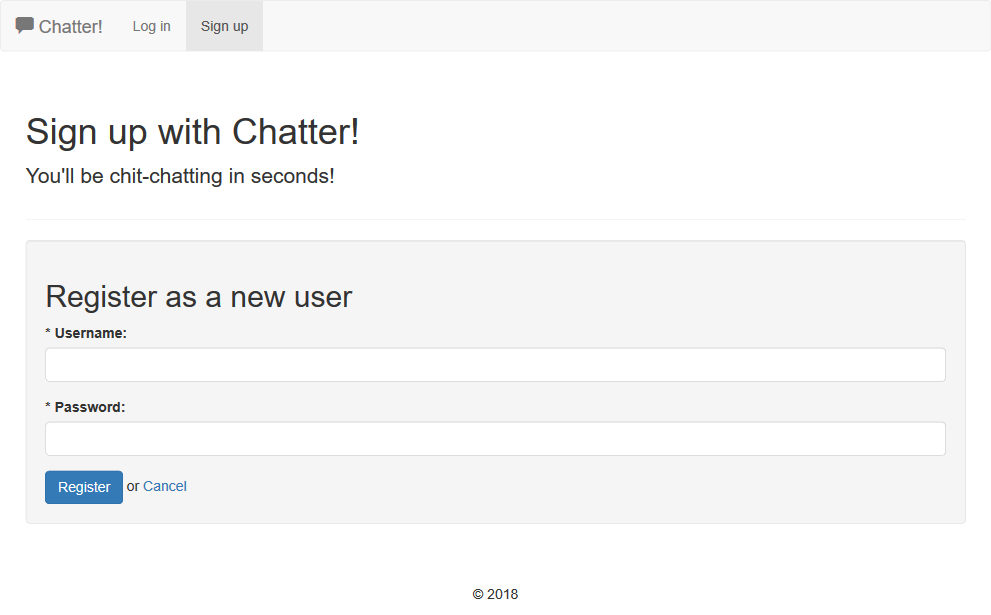 Chatter! Log in Sign up
Sign up with Chatter!
You'll be chit-chatting in seconds!
Register as a new user
* Username:
* Password:
Register or Cancel
© 2018